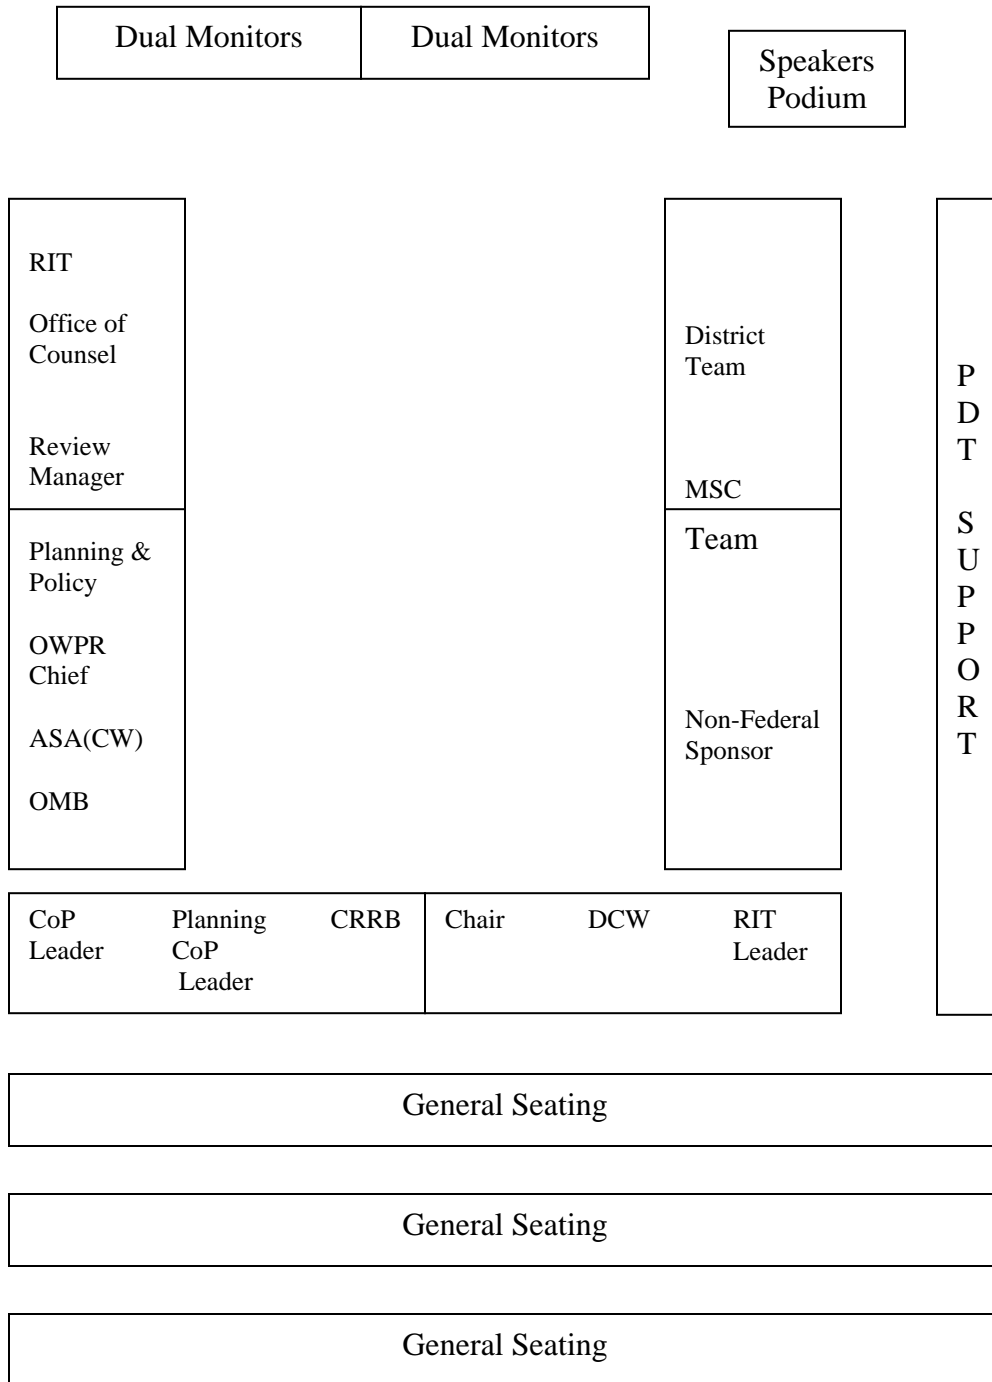 Dual Monitors
Dual Monitors
Speakers
Podium
RIT
Office of
Counsel
Review
Manager
Planning &
Policy
OWPR
Chief
ASA(CW)
OMB
District
Team
MSC
Team
Non-Federal
Sponsor
P
D
T
S
U
P
P
O
R
T
CoP
Leader
Planning
CoP
Leader
CRRB
Chair
DCW
RIT
Leader
General Seating
General Seating
General Seating